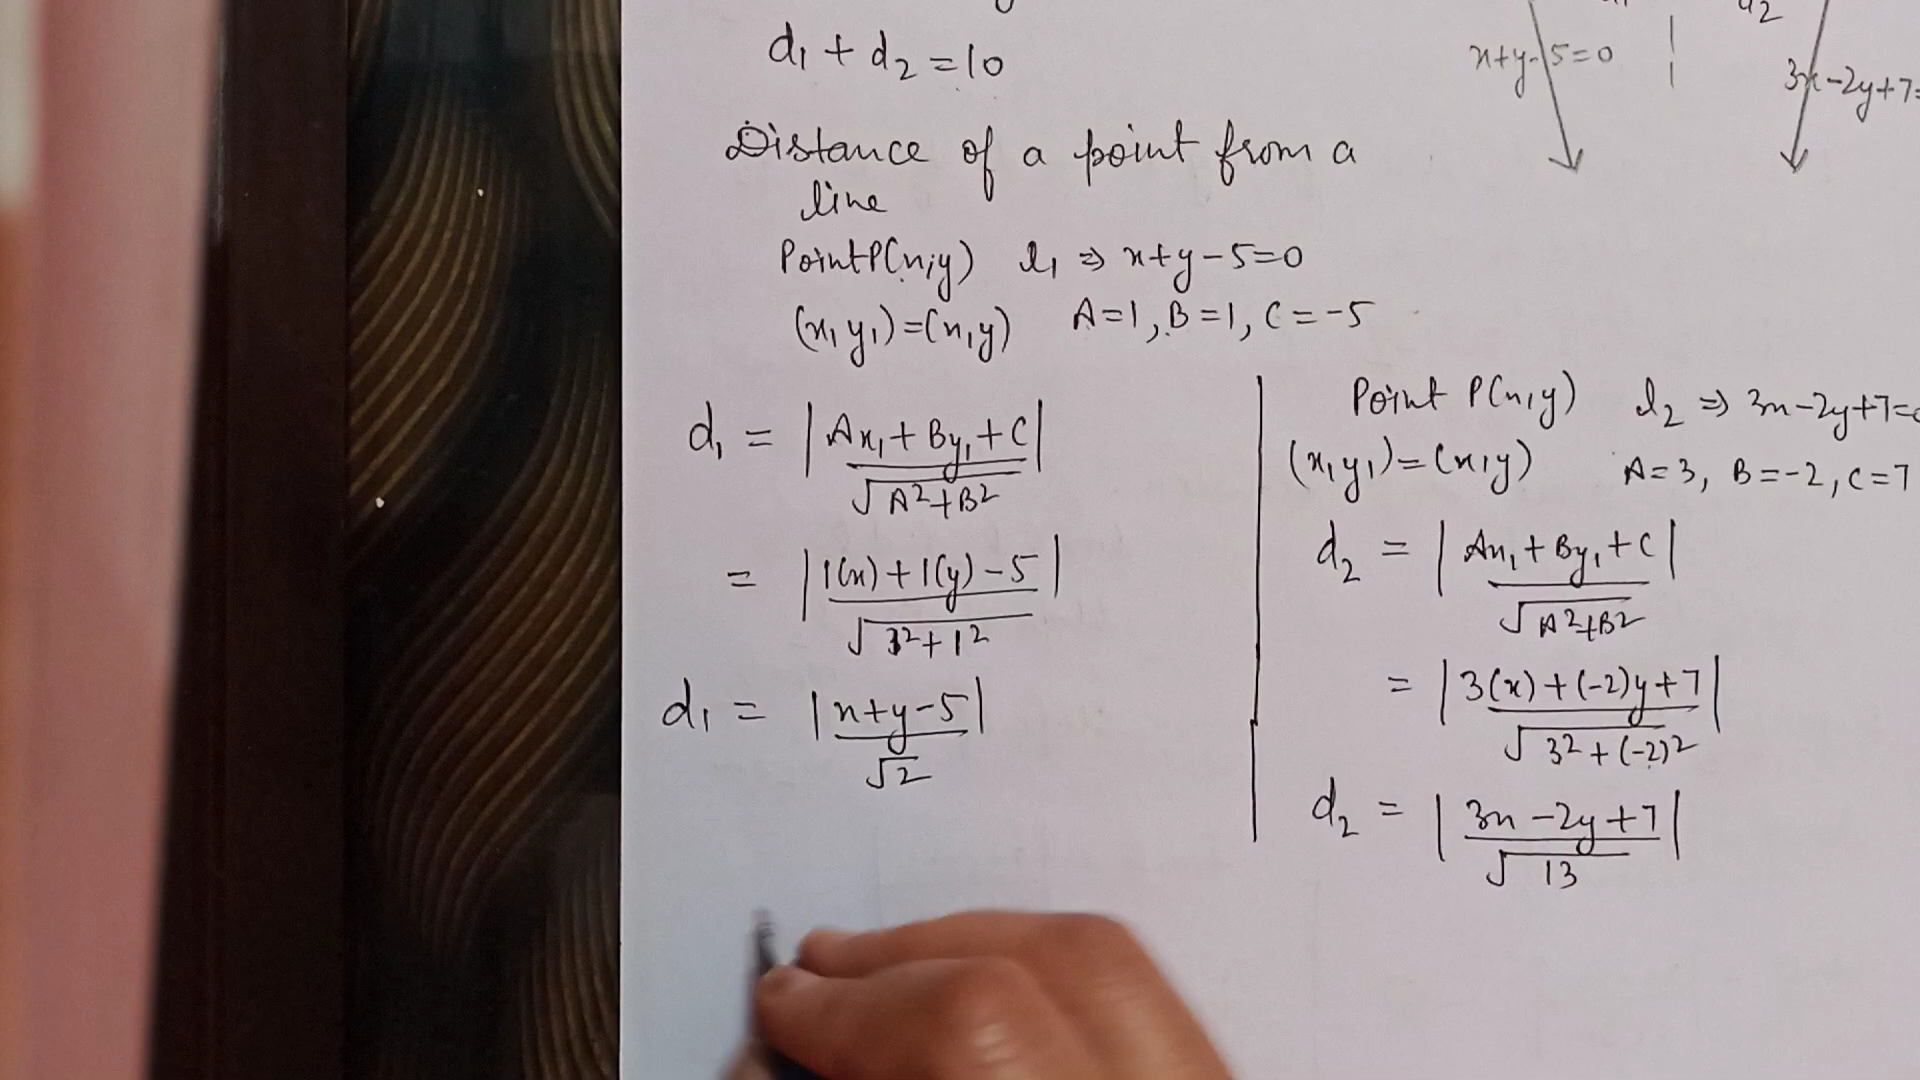 d₁ + d₂ = 10
d₂
x+y-5=0
3x-2y+7=
Distance of a point from a
line
Point P(x,y) l₁ ⇒ x+y-5=0
(x₁ y₁)=(x,y) A=1, B=1, C=-5
d₁ = |Ax₁+By₁+C| / √A²+B²
= |1(x)+1(y)-5| / √1²+1²
d₁ = |x+y-5| / √2
Point P(x,y) l₂ ⇒ 3x-2y+7=0
(x₁ y₁)=(x,y) A=3, B=-2, C=7
d₂ = |Ax₁+By₁+C| / √A²+B²
= |3(x)+(-2)y+7| / √3²+(-2)²
d₂ = |3x-2y+7| / √13